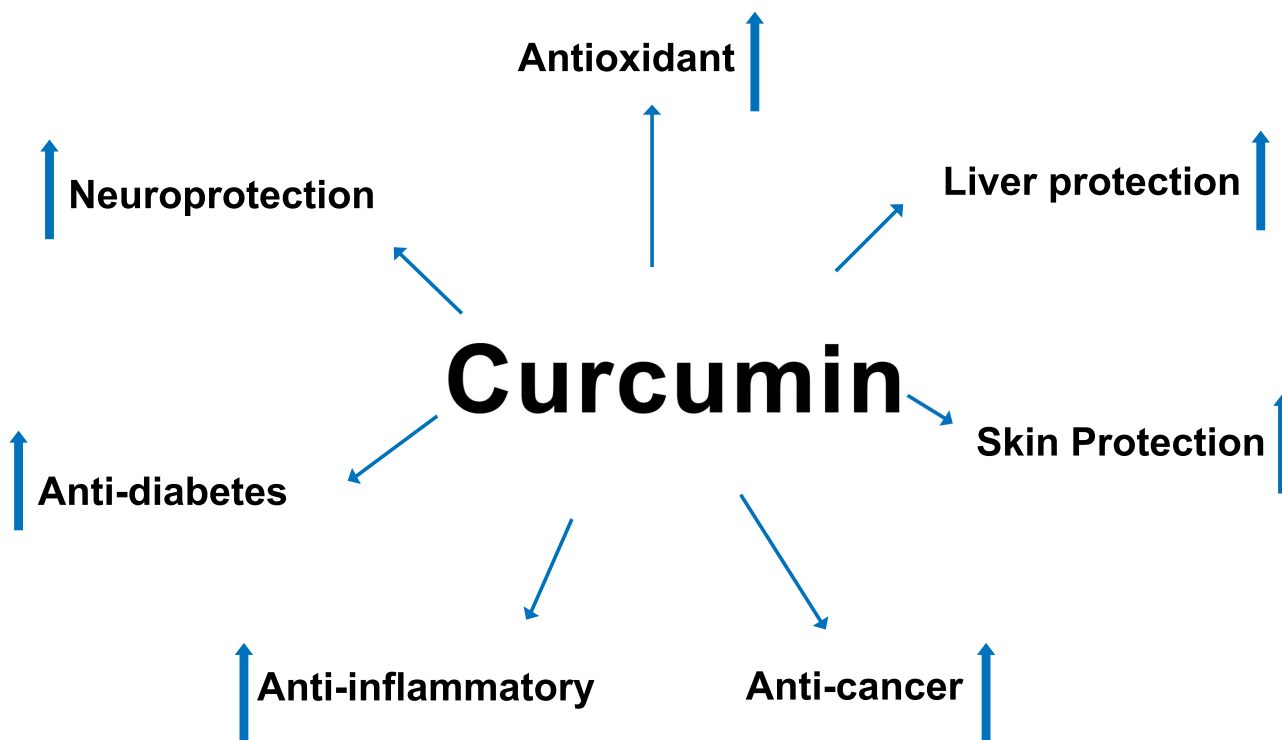 Antioxidant
Neuroprotection
Liver protection
Curcumin
Skin Protection
Anti-diabetes
Anti-inflammatory
Anti-cancer